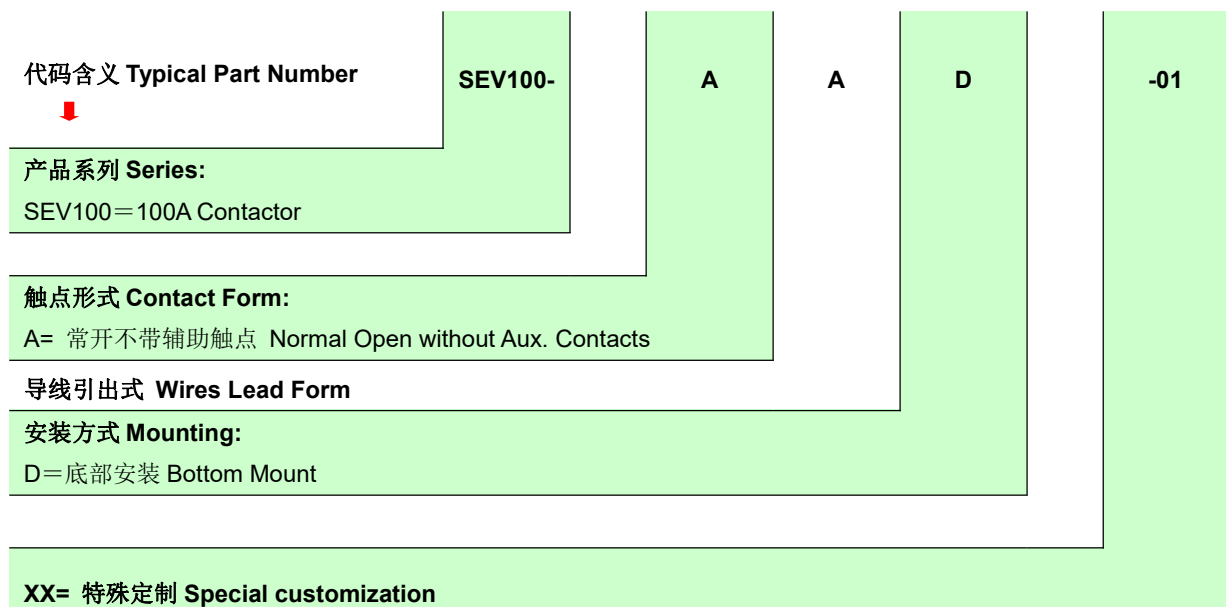 代码含义 Typical Part Number SEV100- A A D -01
产品系列 Series:
SEV100＝100A Contactor
触点形式 Contact Form:
A= 常开不带辅助触点 Normal Open without Aux. Contacts
导线引出式 Wires Lead Form
安装方式 Mounting:
D＝底部安装 Bottom Mount
XX= 特殊定制 Special customization